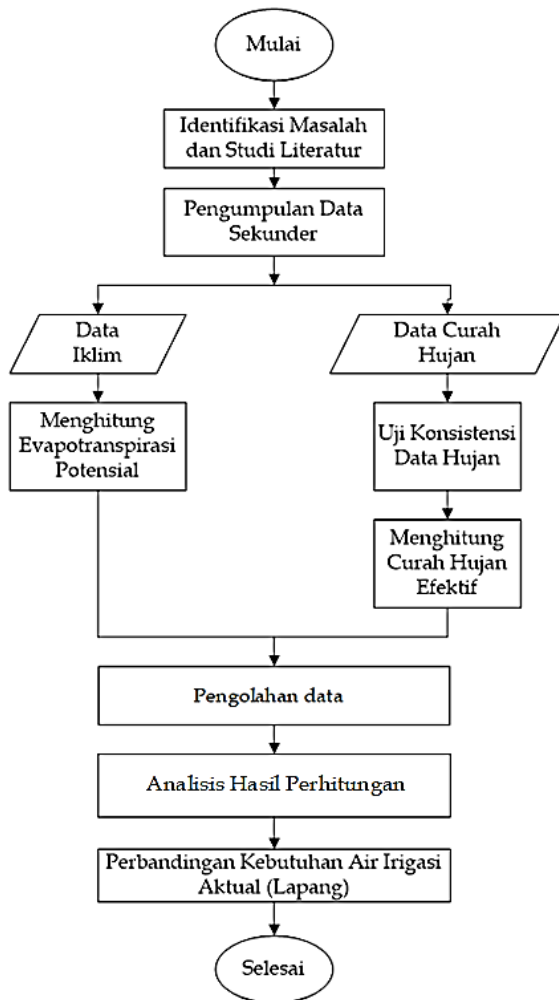 Mulai
Identifikasi Masalah
dan Studi Literatur
Pengumpulan Data
Sekunder
Data
Iklim
Data Curah
Hujan
Menghitung
Evapotranspirasi
Potensial
Uji Konsistensi
Data Hujan
Menghitung
Curah Hujan
Efektif
Pengolahan data
Analisis Hasil Perhitungan
Perbandingan Kebutuhan Air Irigasi
Aktual (Lapang)
Selesai